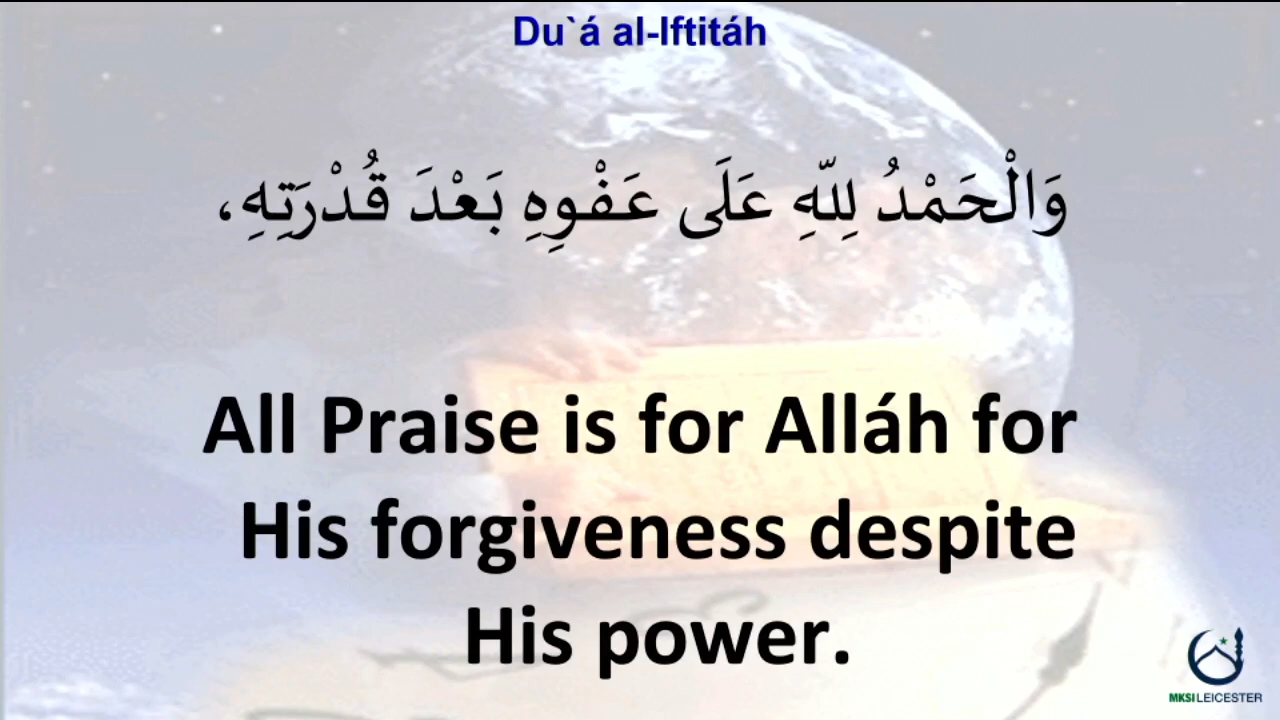 Du`á al-Iftitáh
وَالْحَمْدُ لِلّهِ عَلَى عَفْوِهِ بَعْدَ قُدْرَتِهِ،
All Praise is for Alláh for
His forgiveness despite
His power.
MKSI LEICESTER